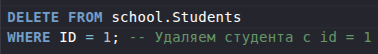 DELETE FROM school.Students
WHERE ID = 1; -- Удаляем студента с id = 1